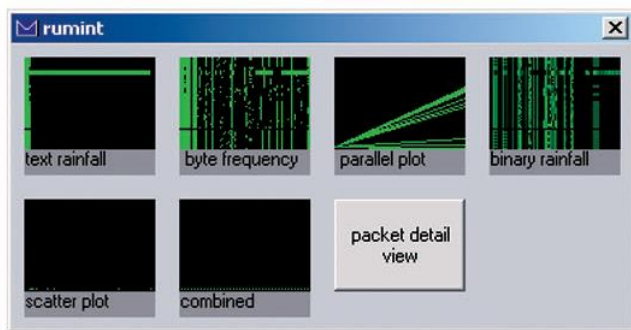 rumint
text rainfall
byte frequency
parallel plot
binary rainfall
scatter plot
combined
packet detail
view